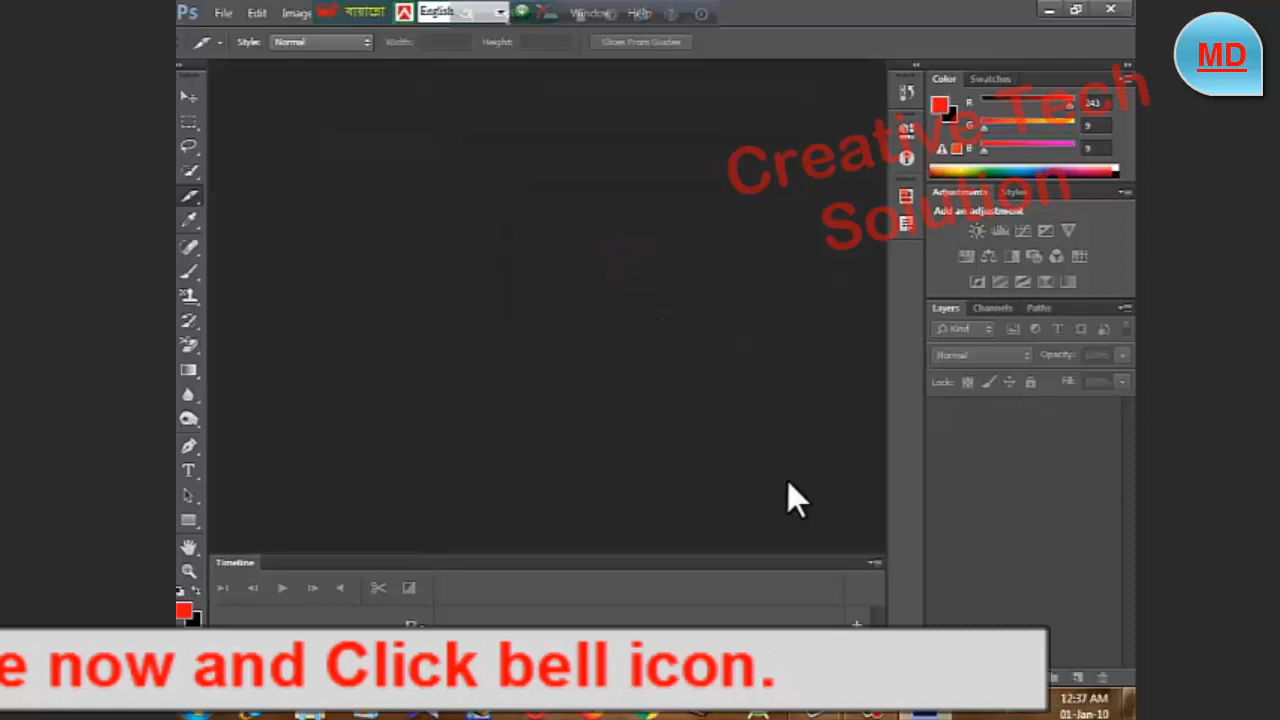 Ps File Edit Image বায়ান্নো English Window Help
MD
Style: Normal Width: Height: Slices From Guides
Color Swatches
R 243
G 9
B 9
Creative Tech
Solution
Adjustments Styles
Add an adjustment
Layers Channels Paths
Kind
Normal Opacity:
Lock: Fill:
Timeline
e now and Click bell icon.
12:37 AM
01-Jan-10